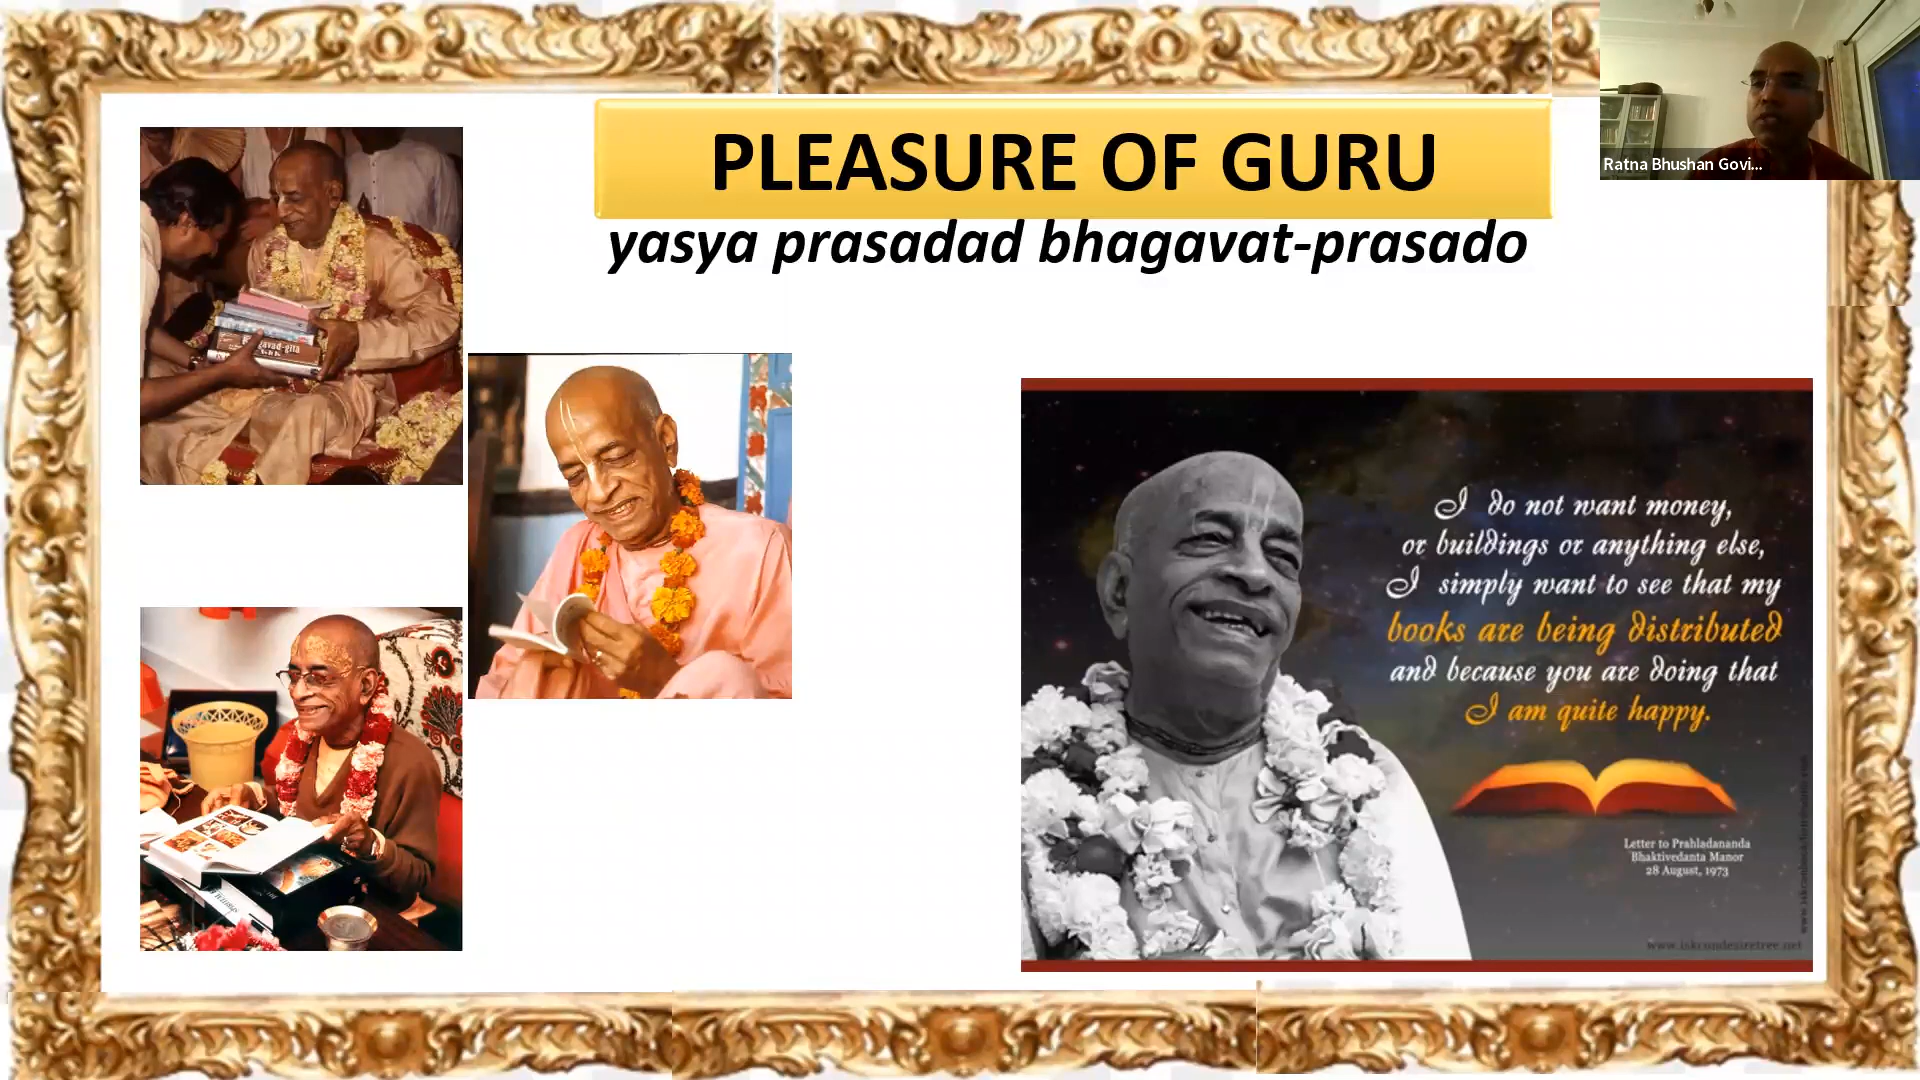 PLEASURE OF GURU
yasya prasadad bhagavat-prasado
Ratna Bhushan Govi...
I do not want money,
or buildings or anything else,
I simply want to see that my
books are being distributed
and because you are doing that
I am quite happy.
Letter to Prahladananda
Bhaktivedanta Manor
28 August, 1973
www.iskcondesiretree.net